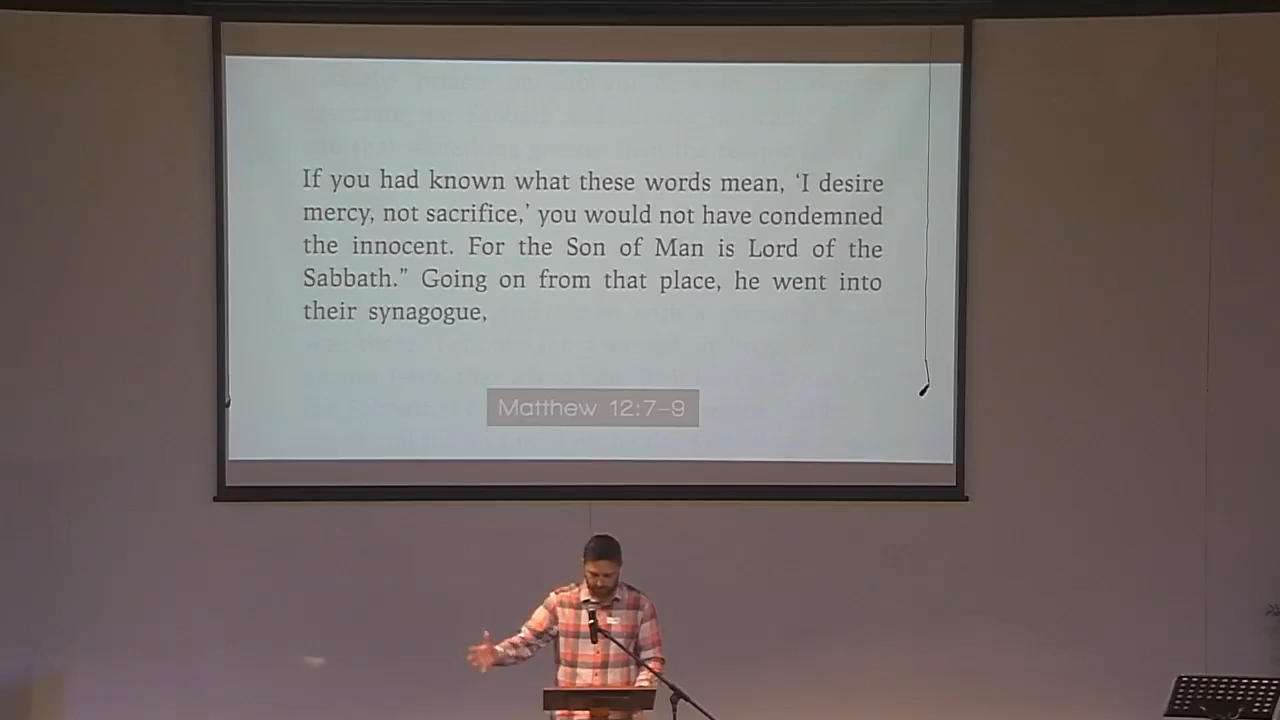 If you had known what these words mean, ‘I desire
mercy, not sacrifice,’ you would not have condemned
the innocent. For the Son of Man is Lord of the
Sabbath.” Going on from that place, he went into
their synagogue,
Matthew 12:7–9